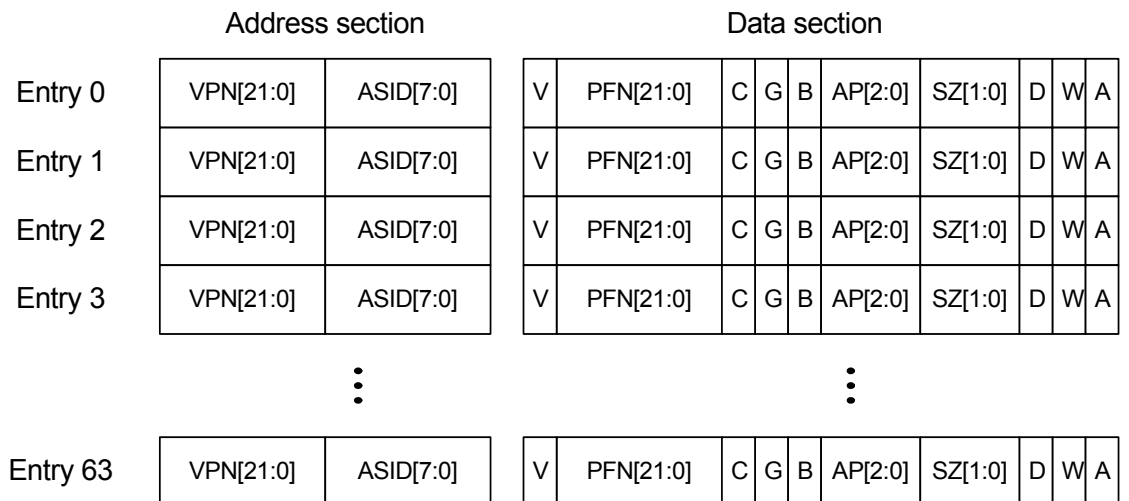 Address section Data section
Entry 0 VPN[21:0] ASID[7:0] V PFN[21:0] C G B AP[2:0] SZ[1:0] D W A
Entry 1 VPN[21:0] ASID[7:0] V PFN[21:0] C G B AP[2:0] SZ[1:0] D W A
Entry 2 VPN[21:0] ASID[7:0] V PFN[21:0] C G B AP[2:0] SZ[1:0] D W A
Entry 3 VPN[21:0] ASID[7:0] V PFN[21:0] C G B AP[2:0] SZ[1:0] D W A
Entry 63 VPN[21:0] ASID[7:0] V PFN[21:0] C G B AP[2:0] SZ[1:0] D W A